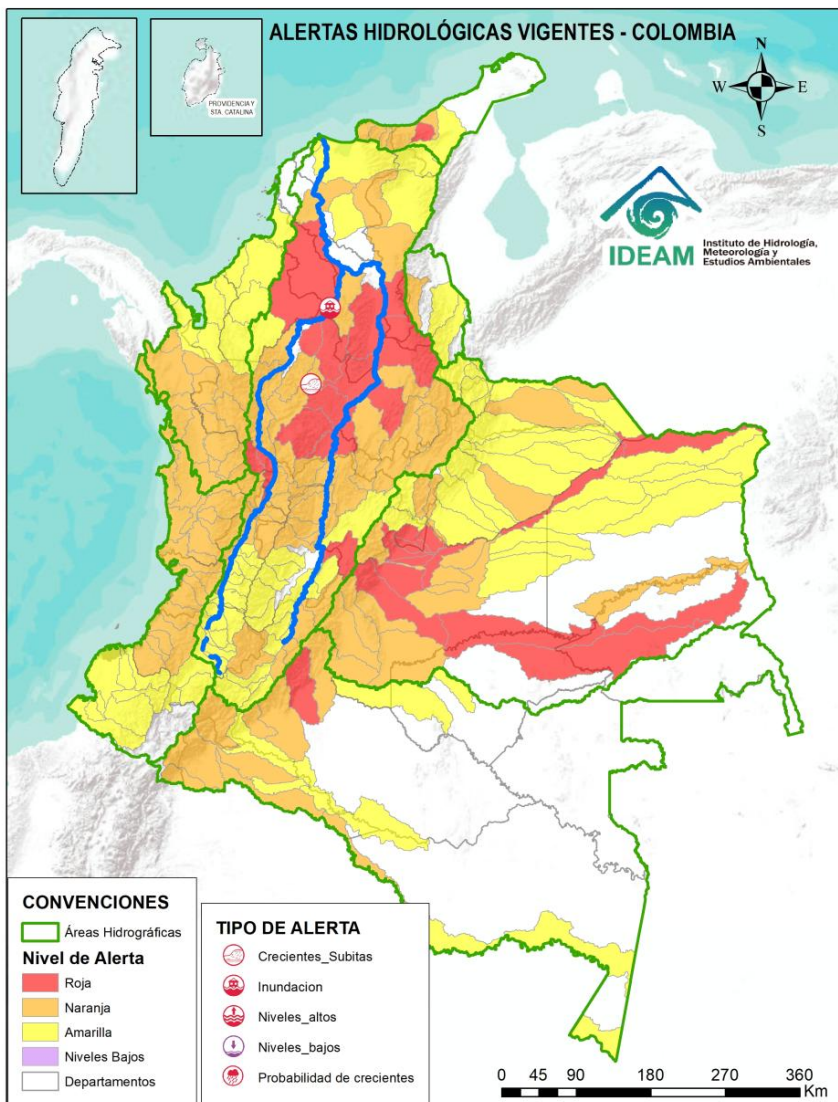 ALERTAS HIDROLÓGICAS VIGENTES - COLOMBIA
PROVIDENCIA Y
STA. CATALINA
N
W
E
S
IDEAM
Instituto de Hidrología,
Meteorología y
Estudios Ambientales
CONVENCIONES
Áreas Hidrográficas
Nivel de Alerta
Roja
Naranja
Amarilla
Niveles Bajos
Departamentos
TIPO DE ALERTA
Crecientes_Subitas
Inundacion
Niveles_altos
Niveles_bajos
Probabilidad de crecientes
0 45 90 180 270 360
Km